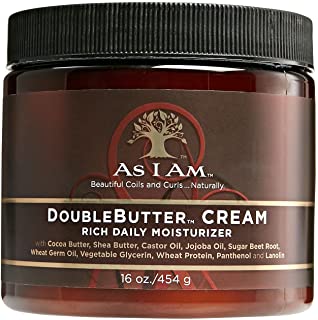 AS I AM™
Beautiful Coils and Curls...Naturally
DOUBLEBUTTER™ CREAM
RICH DAILY MOISTURIZER
with Cocoa Butter, Shea Butter, Castor Oil, Jojoba Oil, Sugar Beet Root,
Wheat Germ Oil, Vegetable Glycerin, Wheat Protein, Panthenol and Lanolin
16 oz./454 g